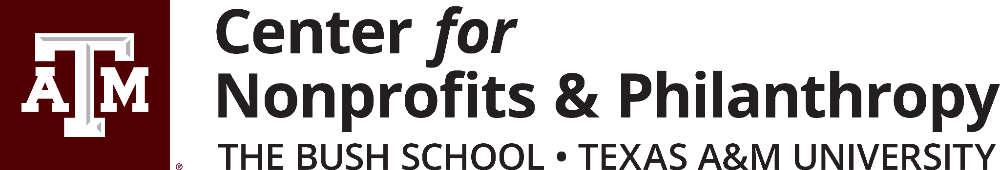 ATM
®
Center for
Nonprofits & Philanthropy
THE BUSH SCHOOL • TEXAS A&M UNIVERSITY